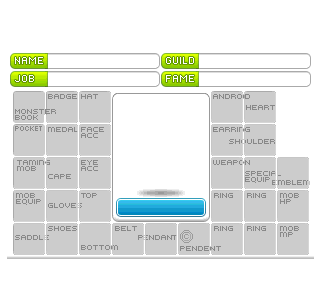 NAME GUILD
JOB FAME
BADGE HAT ANDROID
MONSTER BOOK HEART
POCKET MEDAL FACE ACC EARRING
SHOULDER
TAMING MOB EYE ACC WEAPON
CAPE SPECIAL EQUIP EMBLEM
MOB EQUIP TOP RING RING MOB HP
GLOVES
SHOES BELT RING RING MOB MP
SADDLE PENDANT
BOTTOM PENDENT